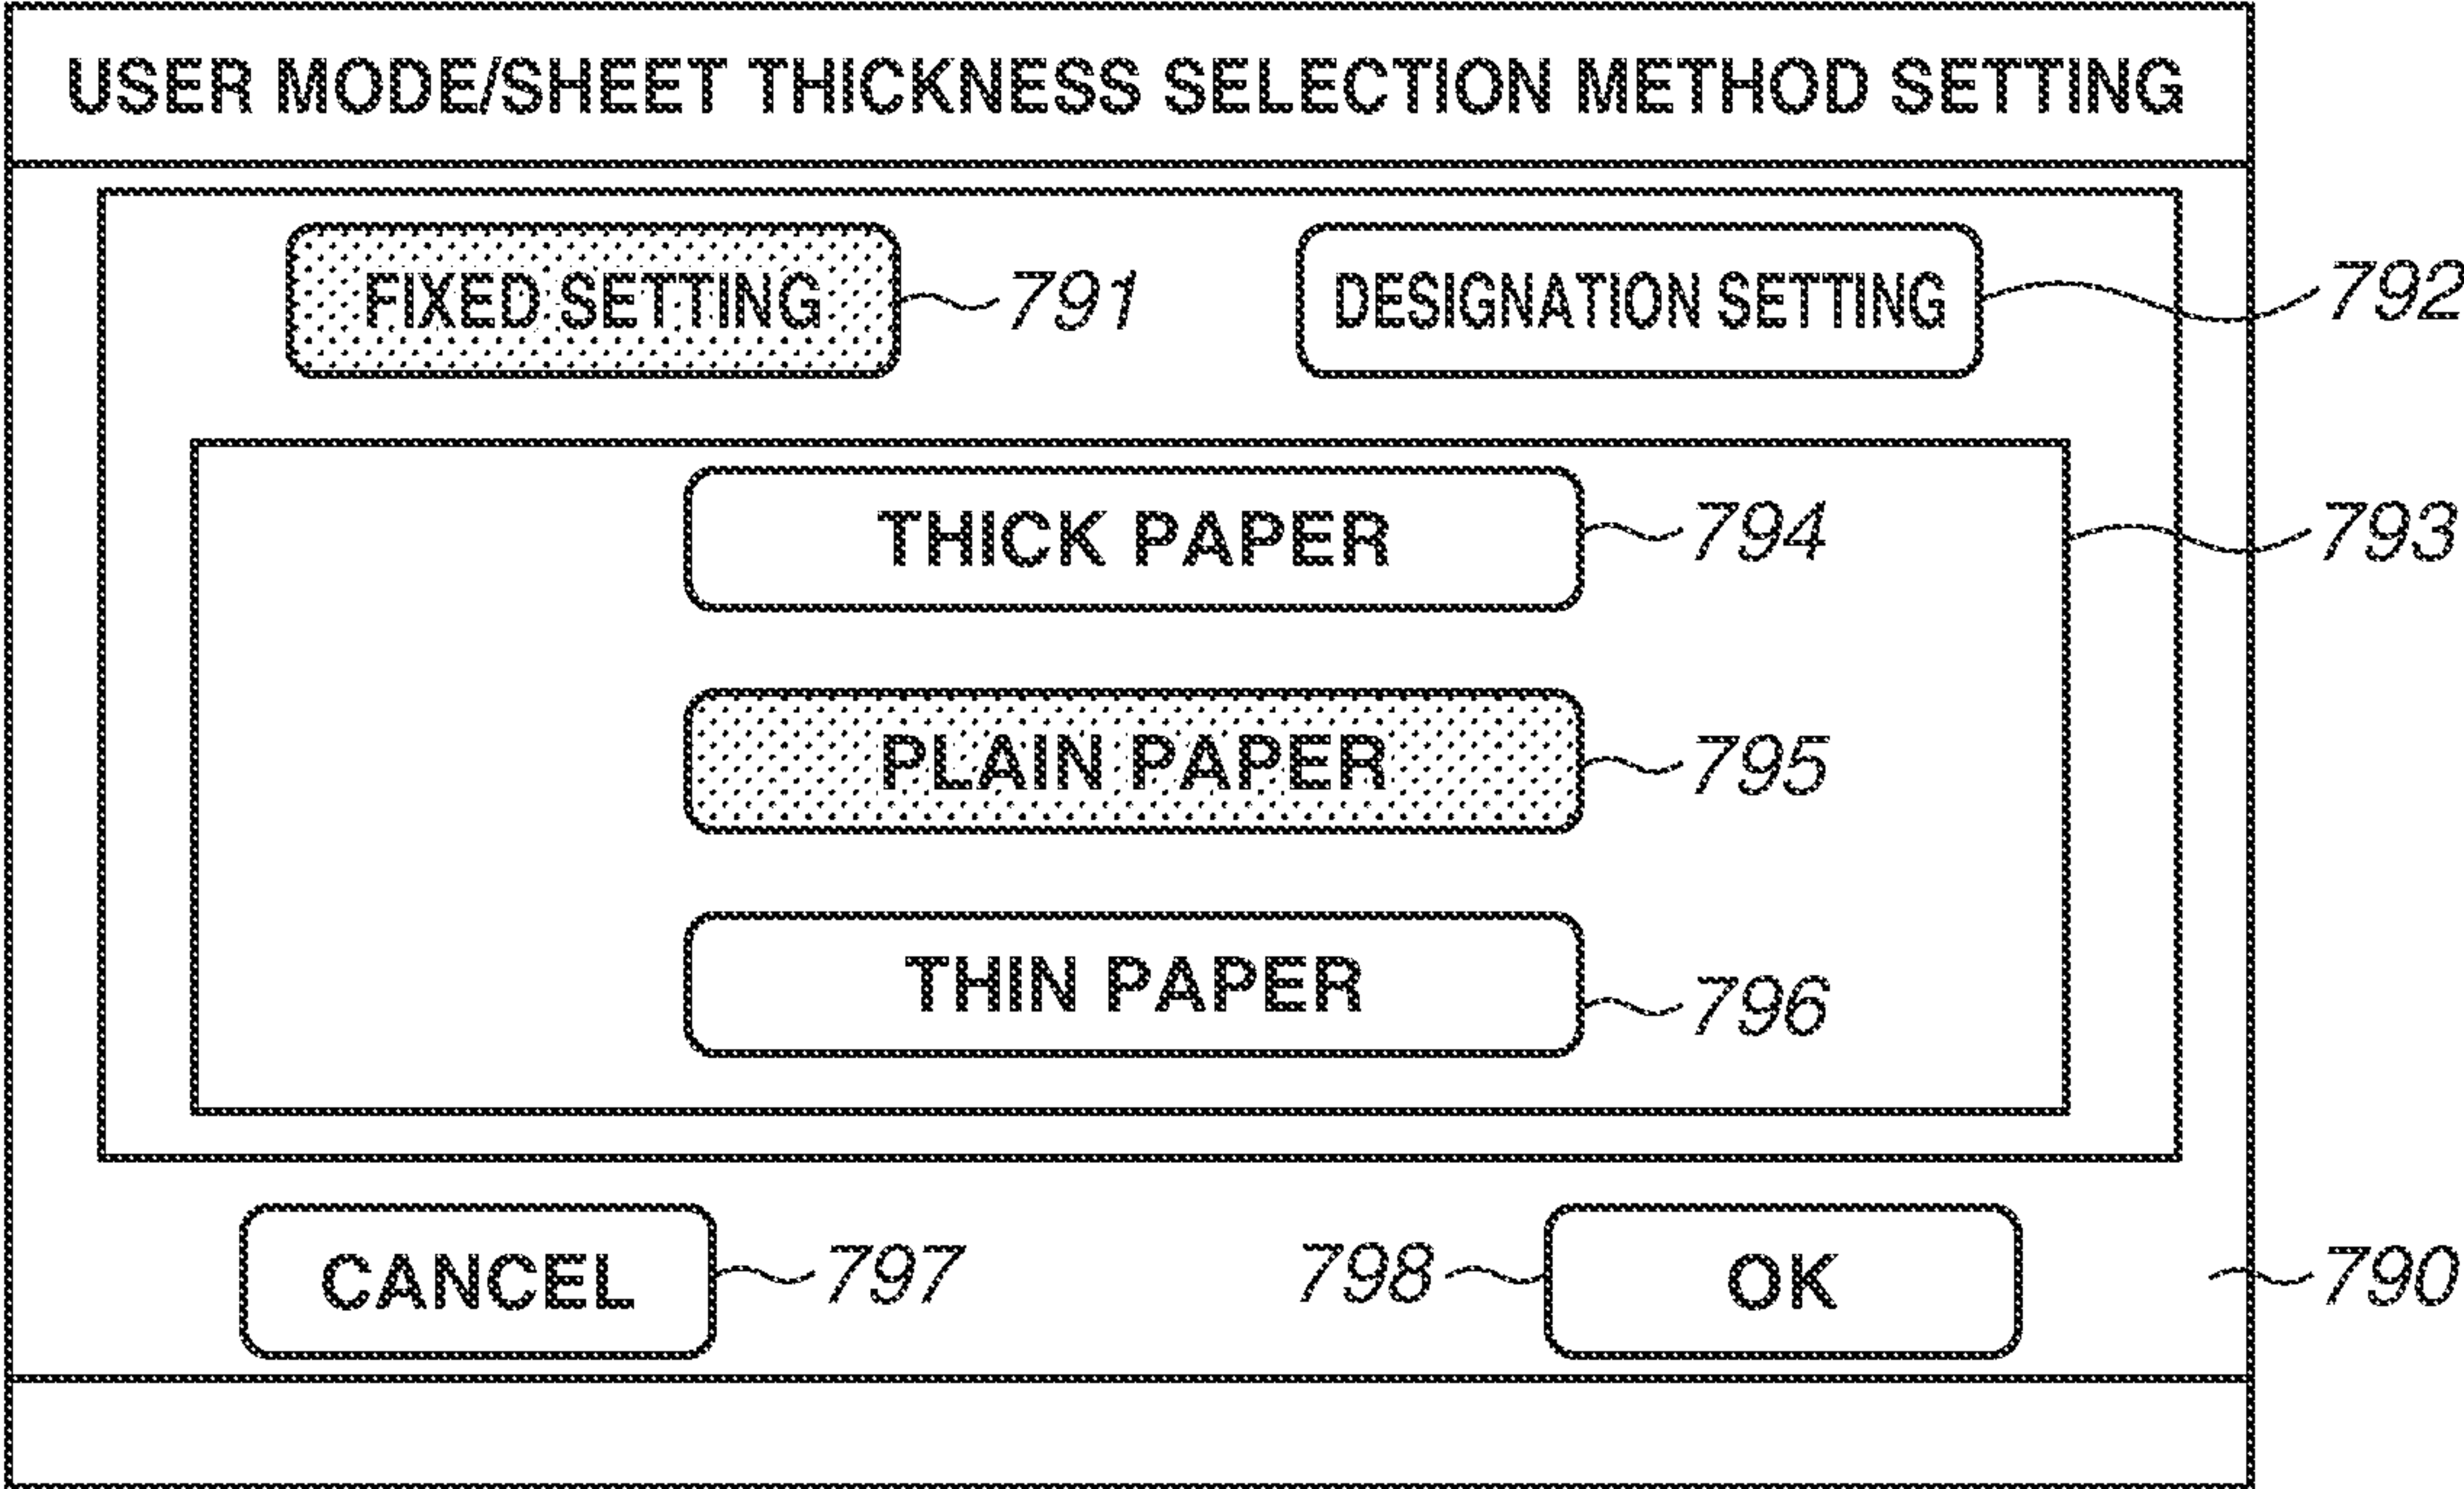 USER MODE/SHEET THICKNESS SELECTION METHOD SETTING
FIXED SETTING 791 DESIGNATION SETTING 792
THICK PAPER 794 793
PLAIN PAPER 795
THIN PAPER 796
CANCEL 797 798 OK 790